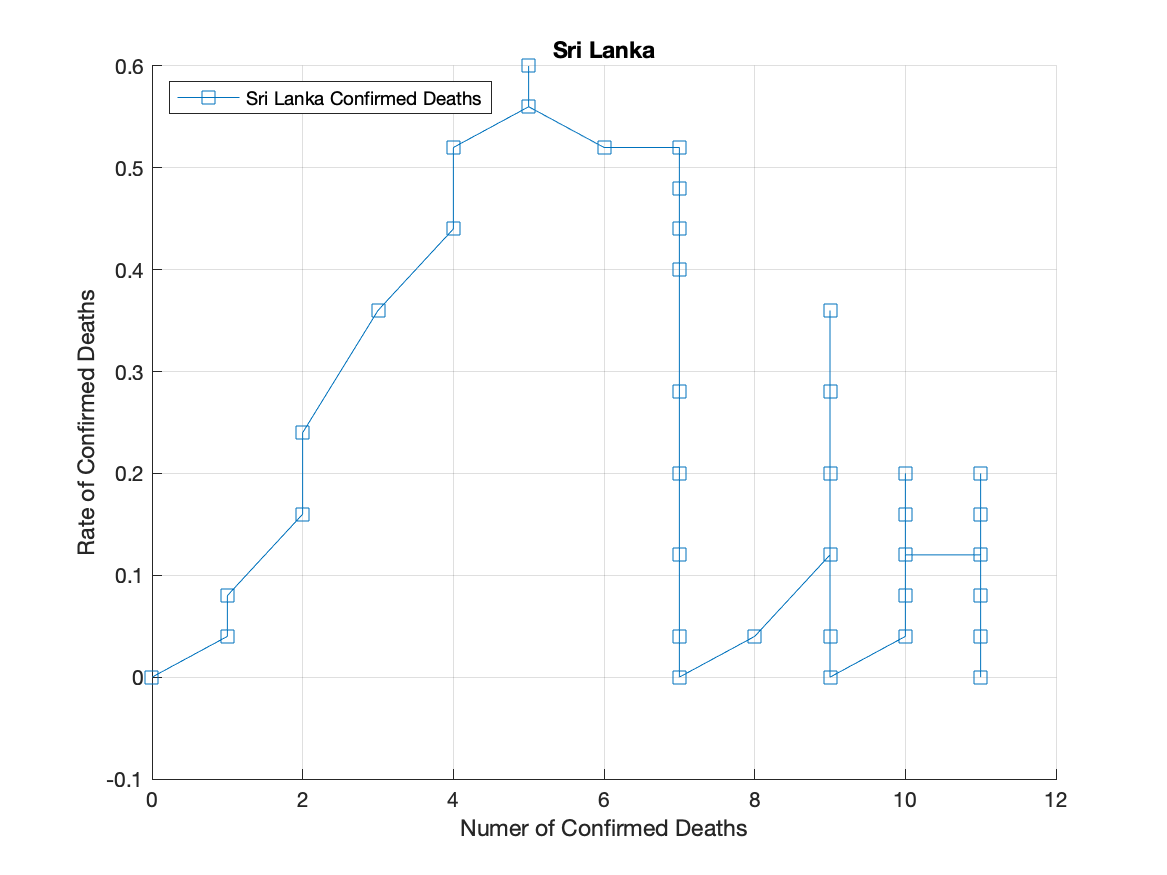 Sri Lanka
Sri Lanka Confirmed Deaths
0.6
0.5
0.4
0.3
0.2
0.1
0
-0.1
Rate of Confirmed Deaths
0 2 4 6 8 10 12
Numer of Confirmed Deaths